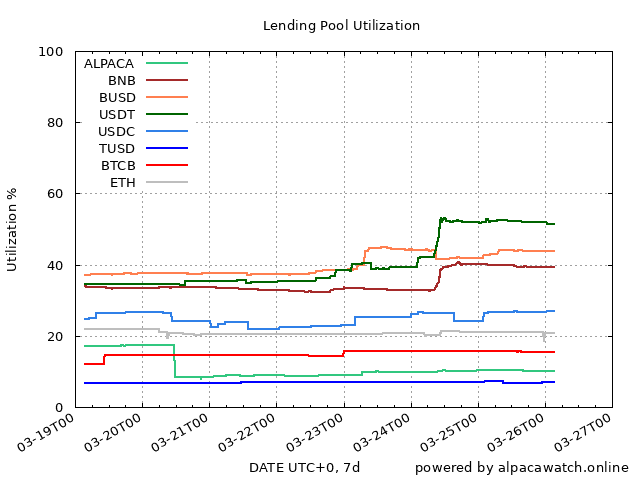 Lending Pool Utilization
Utilization %
100
80
60
40
20
0
ALPACA
BNB
BUSD
USDT
USDC
TUSD
BTCB
ETH
03-19T00
03-20T00
03-21T00
03-22T00
03-23T00
03-24T00
03-25T00
03-26T00
03-27T00
DATE UTC+0, 7d
powered by alpacawatch.online